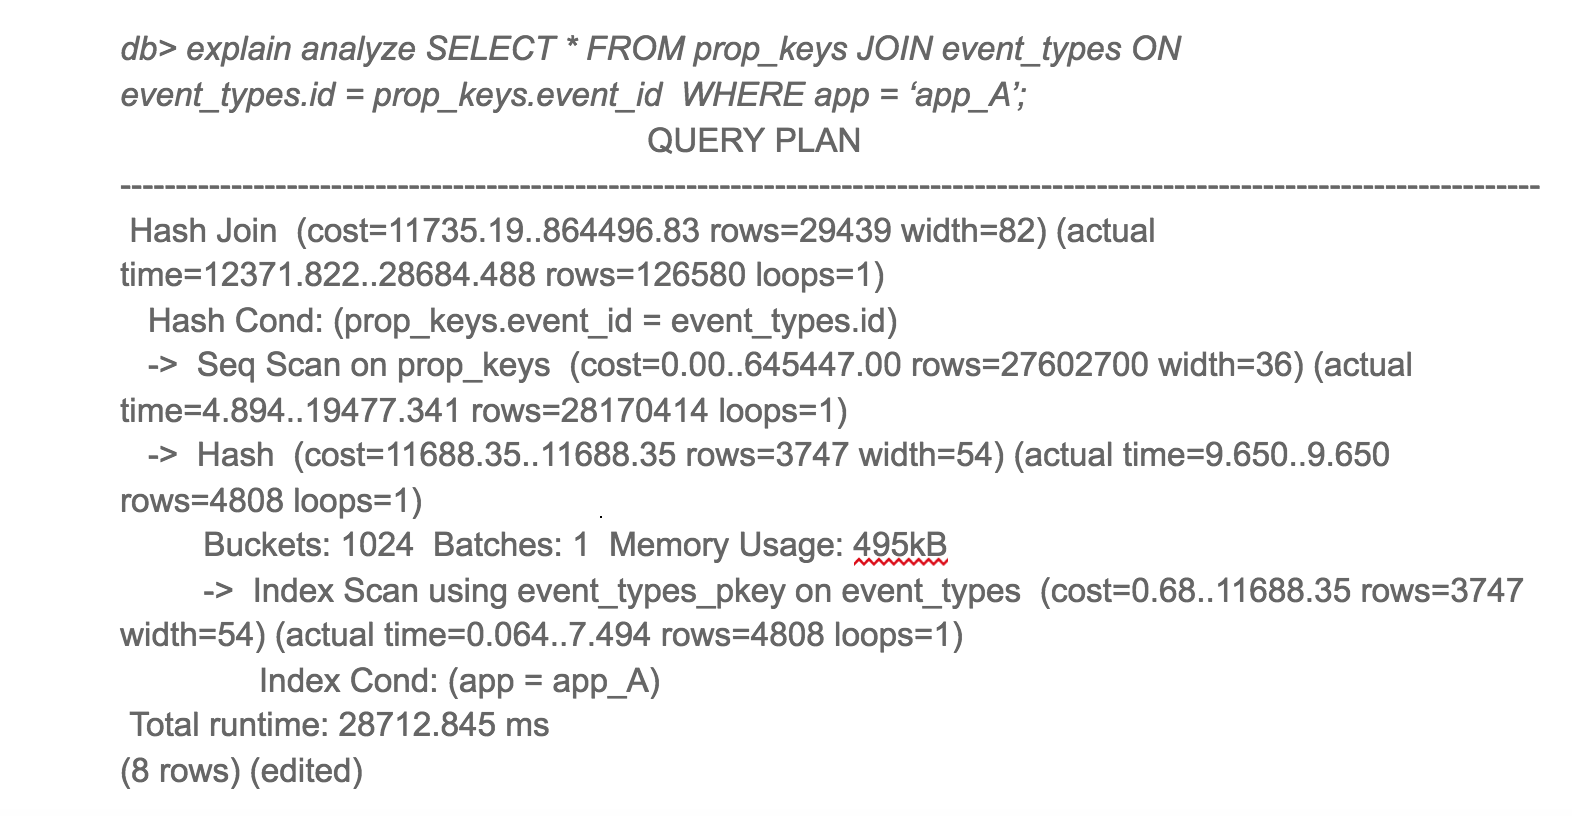 db> explain analyze SELECT * FROM prop_keys JOIN event_types ON
event_types.id = prop_keys.event_id  WHERE app = ‘app_A’;
QUERY PLAN
--------------------------------------------------------------------------------------------------------------------------------
Hash Join  (cost=11735.19..864496.83 rows=29439 width=82) (actual
time=12371.822..28684.488 rows=126580 loops=1)
Hash Cond: (prop_keys.event_id = event_types.id)
->  Seq Scan on prop_keys  (cost=0.00..645447.00 rows=27602700 width=36) (actual
time=4.894..19477.341 rows=28170414 loops=1)
->  Hash  (cost=11688.35..11688.35 rows=3747 width=54) (actual time=9.650..9.650
rows=4808 loops=1)
Buckets: 1024  Batches: 1  Memory Usage: 495kB
->  Index Scan using event_types_pkey on event_types  (cost=0.68..11688.35 rows=3747
width=54) (actual time=0.064..7.494 rows=4808 loops=1)
Index Cond: (app = app_A)
Total runtime: 28712.845 ms
(8 rows) (edited)